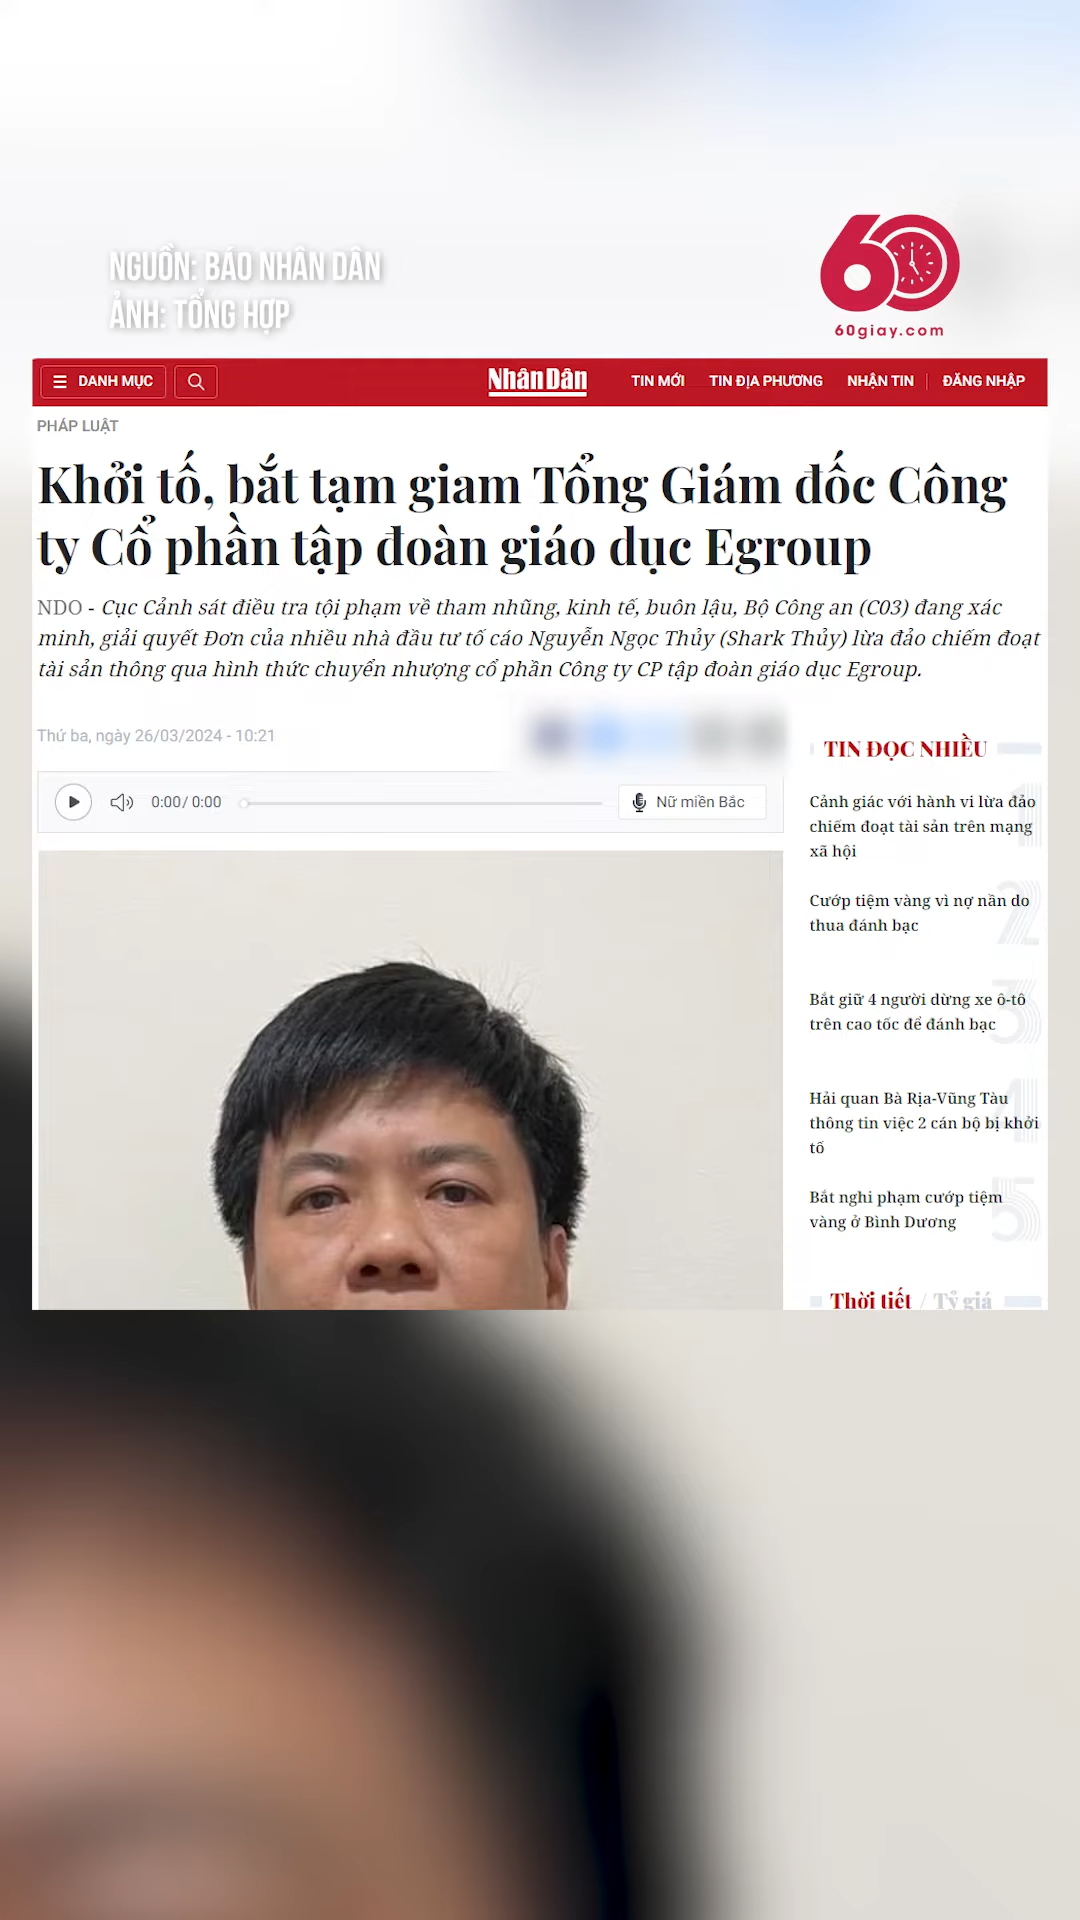 NGUỒN: BÁO NHÂN DÂN
ẢNH: TỔNG HỢP
60
60giay.com
DANH MỤC
NhânDân
TIN MỚI
TIN ĐỊA PHƯƠNG
NHẬN TIN
ĐĂNG NHẬP
PHÁP LUẬT
Khởi tố, bắt tạm giam Tổng Giám đốc Công
ty Cổ phần tập đoàn giáo dục Egroup
NDO - Cục Cảnh sát điều tra tội phạm về tham nhũng, kinh tế, buôn lậu, Bộ Công an (C03) đang xác
minh, giải quyết Đơn của nhiều nhà đầu tư tố cáo Nguyễn Ngọc Thủy (Shark Thủy) lừa đảo chiếm đoạt
tài sản thông qua hình thức chuyển nhượng cổ phần Công ty CP tập đoàn giáo dục Egroup.
Thứ ba, ngày 26/03/2024 - 10:21
0:00/ 0:00
Nữ miền Bắc
TIN ĐỌC NHIỀU
1
Cảnh giác với hành vi lừa đảo
chiếm đoạt tài sản trên mạng
xã hội
2
Cướp tiệm vàng vì nợ nần do
thua đánh bạc
3
Bắt giữ 4 người dừng xe ô-tô
trên cao tốc để đánh bạc
4
Hải quan Bà Rịa-Vũng Tàu
thông tin việc 2 cán bộ bị khởi
tố
5
Bắt nghi phạm cướp tiệm
vàng ở Bình Dương
Thời tiết / Tỷ giá